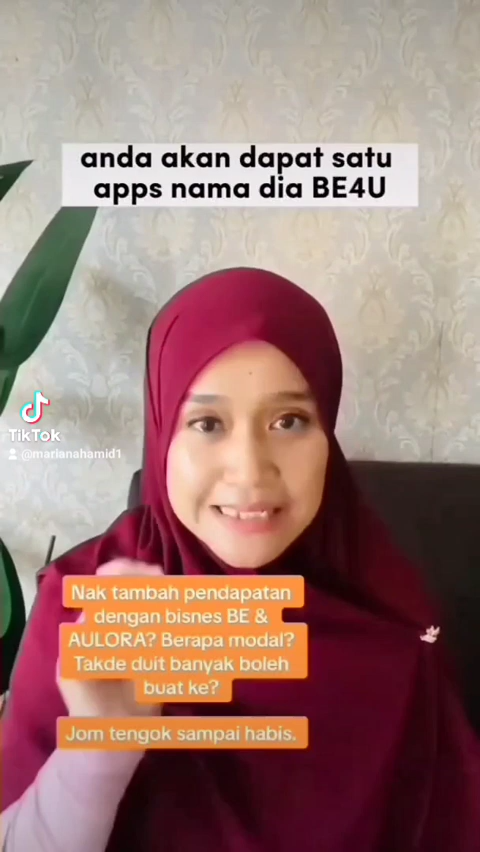 anda akan dapat satu
apps nama dia BE4U
TikTok
@marianahamid1
Nak tambah pendapatan
dengan bisnes BE &
AULORA? Berapa modal?
Takde duit banyak boleh
buat ke?
Jom tengok sampai habis.